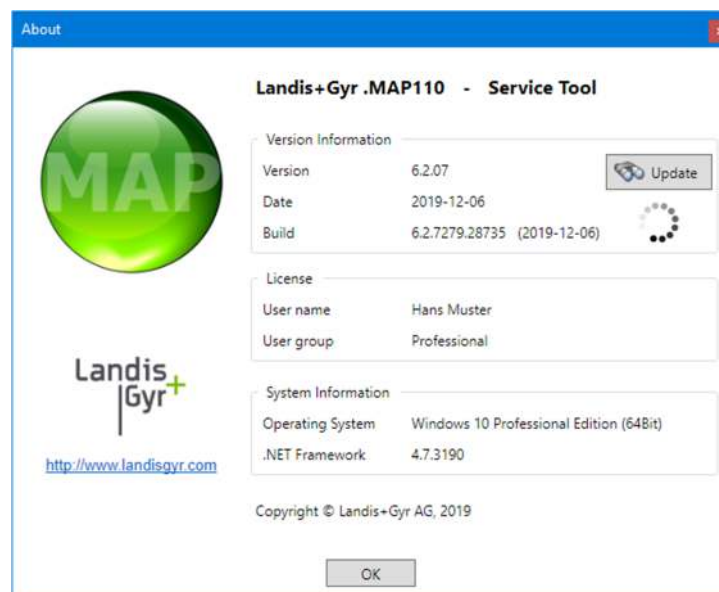 About
Landis+Gyr .MAP110 - Service Tool
MAP
Version Information
Version 6.2.07
Update
Date 2019-12-06
Build 6.2.7279.28735 (2019-12-06)
License
User name Hans Muster
User group Professional
Landis+
Gyr
System Information
Operating System Windows 10 Professional Edition (64Bit)
.NET Framework 4.7.3190
http://www.landisgyr.com
Copyright © Landis+Gyr AG, 2019
OK